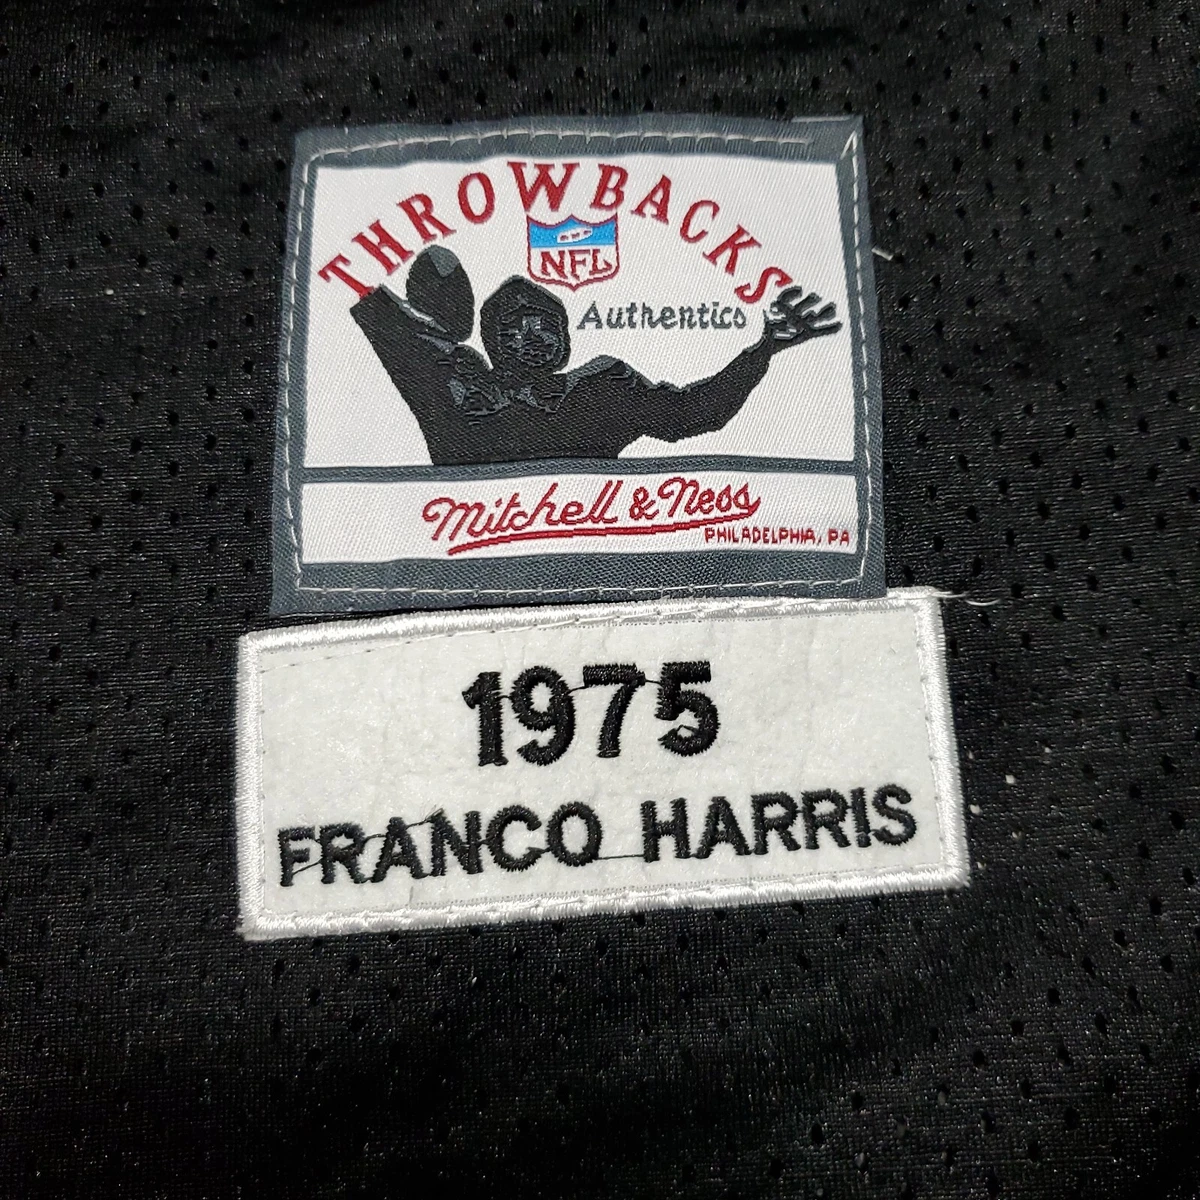 THROWBACKS
NFL
Authentics
Mitchell & Ness
PHILADELPHIA, PA
1975
FRANCO HARRIS